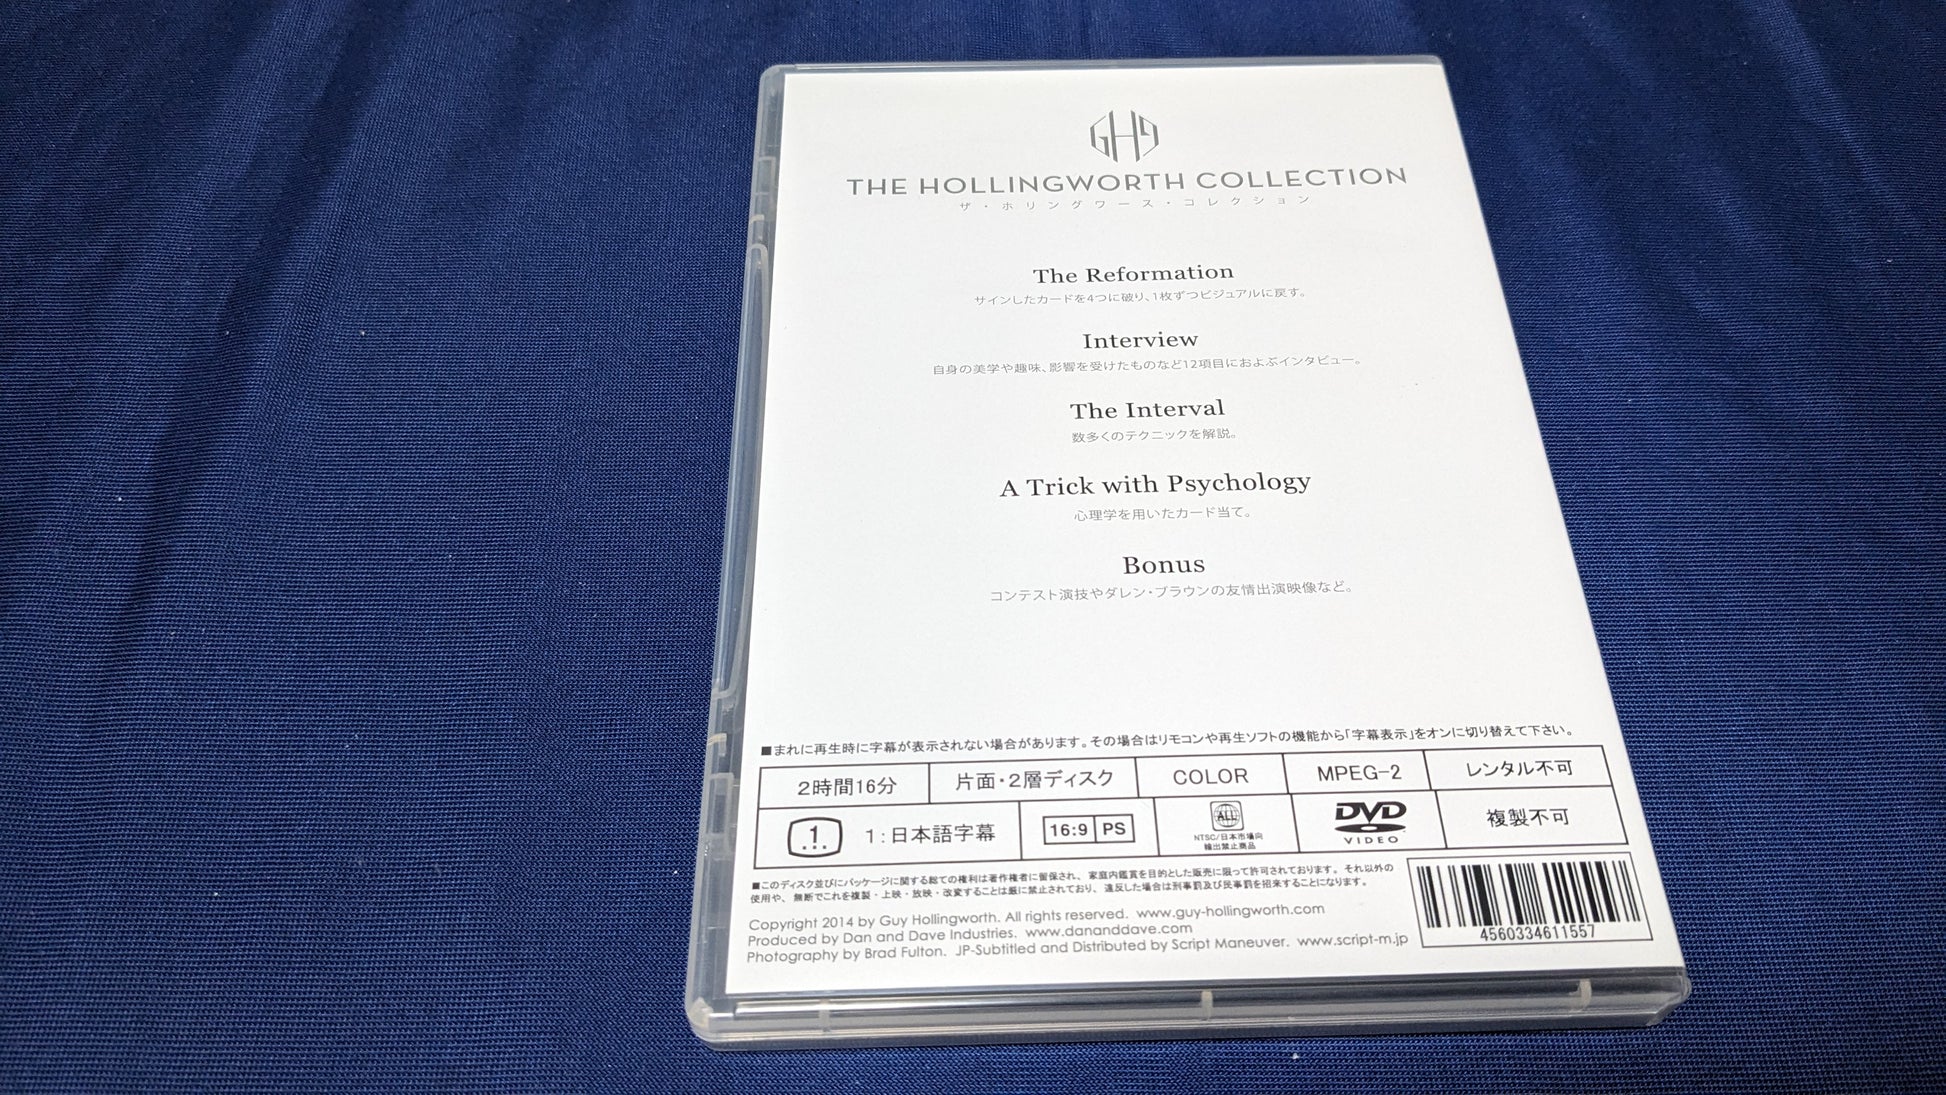 GHG
THE HOLLINGWORTH COLLECTION
ザ・ホリングワース・コレクション
The Reformation
サインしたカードを4つに破り、1枚ずつビジュアルに戻す。
Interview
自身の美学や趣味、影響を受けたものなど12項目におよぶインタビュー。
The Interval
数多くのテクニックを解説。
A Trick with Psychology
心理学を用いたカード当て。
Bonus
コンテスト演技やダレン・ブラウンの友情出演映像など。
■まれに再生時に字幕が表示されない場合があります。その場合はリモコンや再生ソフトの機能から「字幕表示」をオンに切り替えて下さい。
2時間16分 片面・2層ディスク COLOR MPEG-2 レンタル不可
1 1:日本語字幕 16:9 PS ALL NTSC/日本市場向 輸出禁止商品 DVD VIDEO 複製不可
■このディスク並びにパッケージに関する総ての権利は著作権者に留保され、家庭内鑑賞を目的とした販売に限って許可されております。それ以外の
使用や、無断でこれを複製・上映・放映・改変することは厳に禁止されており、違反した場合は刑事罰及び民事罰を招来することになります。
Copyright 2014 by Guy Hollingworth. All rights reserved. www.guy-hollingworth.com
Produced by Dan and Dave Industries. www.dananddave.com
Photography by Brad Fulton. JP-Subtitled and Distributed by Script Maneuver. www.script-m.jp
4560334611557